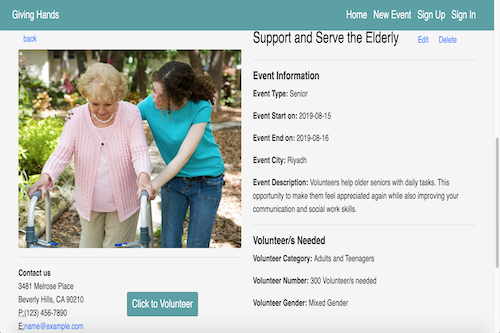 Giving Hands
Home New Event Sign Up Sign In
back
Support and Serve the Elderly
Edit Delete
Event Information
Event Type: Senior
Event Start on: 2019-08-15
Event End on: 2019-08-16
Event City: Riyadh
Event Description: Volunteers help older seniors with daily tasks. This
opportunity to make them feel appreciated again while also improving your
communication and social work skills.
Volunteer/s Needed
Volunteer Category: Adults and Teenagers
Volunteer Number: 300 Volunteer/s needed
Volunteer Gender: Mixed Gender
Contact us
3481 Melrose Place
Beverly Hills, CA 90210
P:(123) 456-7890
E:name@example.com
Click to Volunteer